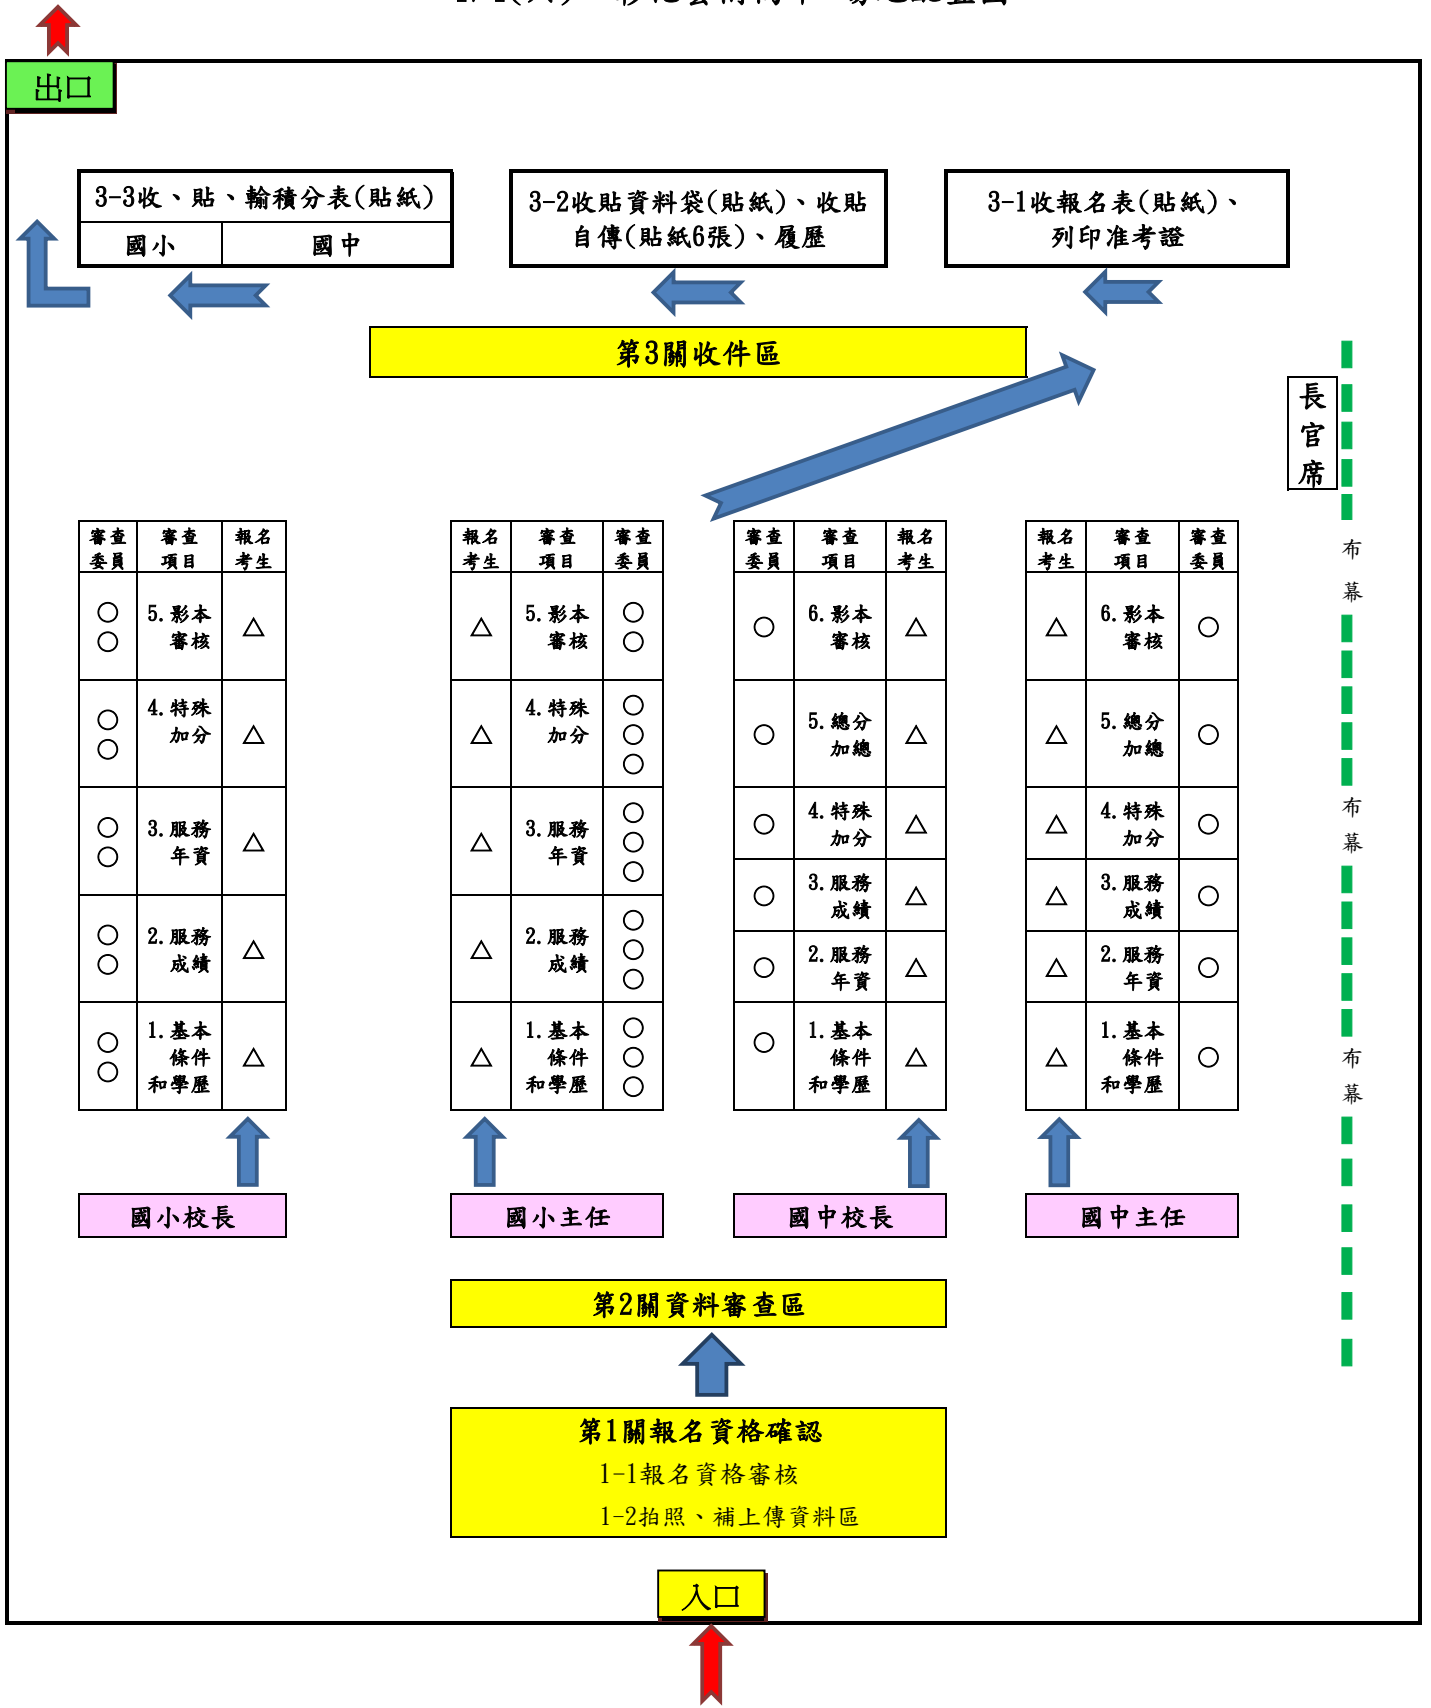 出口
3-3收、貼、輸積分表(貼紙)
國小 國中
3-2收貼資料袋(貼紙)、收貼
自傳(貼紙6張)、履歷
3-1收報名表(貼紙)、
列印准考證
第3關收件區
長
官
席
審查
委員
審查
項目
報名
考生
○
○
5.影本
審核
△
○
○
4.特殊
加分
△
○
○
3.服務
年資
△
○
○
2.服務
成績
△
○
○
1.基本
條件
和學歷
△
國小校長
報名
考生
審查
項目
審查
委員
△
5.影本
審核
○
○
△
4.特殊
加分
○
○
○
△
3.服務
年資
○
○
○
△
2.服務
成績
○
○
○
△
1.基本
條件
和學歷
○
○
○
國小主任
審查
委員
審查
項目
報名
考生
○
6.影本
審核
△
○
5.總分
加總
△
○
4.特殊
加分
△
○
3.服務
成績
△
○
2.服務
年資
△
○
1.基本
條件
和學歷
△
國中校長
報名
考生
審查
項目
審查
委員
△
6.影本
審核
○
△
5.總分
加總
○
△
4.特殊
加分
○
△
3.服務
成績
○
△
2.服務
年資
○
△
1.基本
條件
和學歷
○
國中主任
布
幕
布
幕
布
幕
第2關資料審查區
第1關報名資格確認
1-1報名資格審核
1-2拍照、補上傳資料區
入口